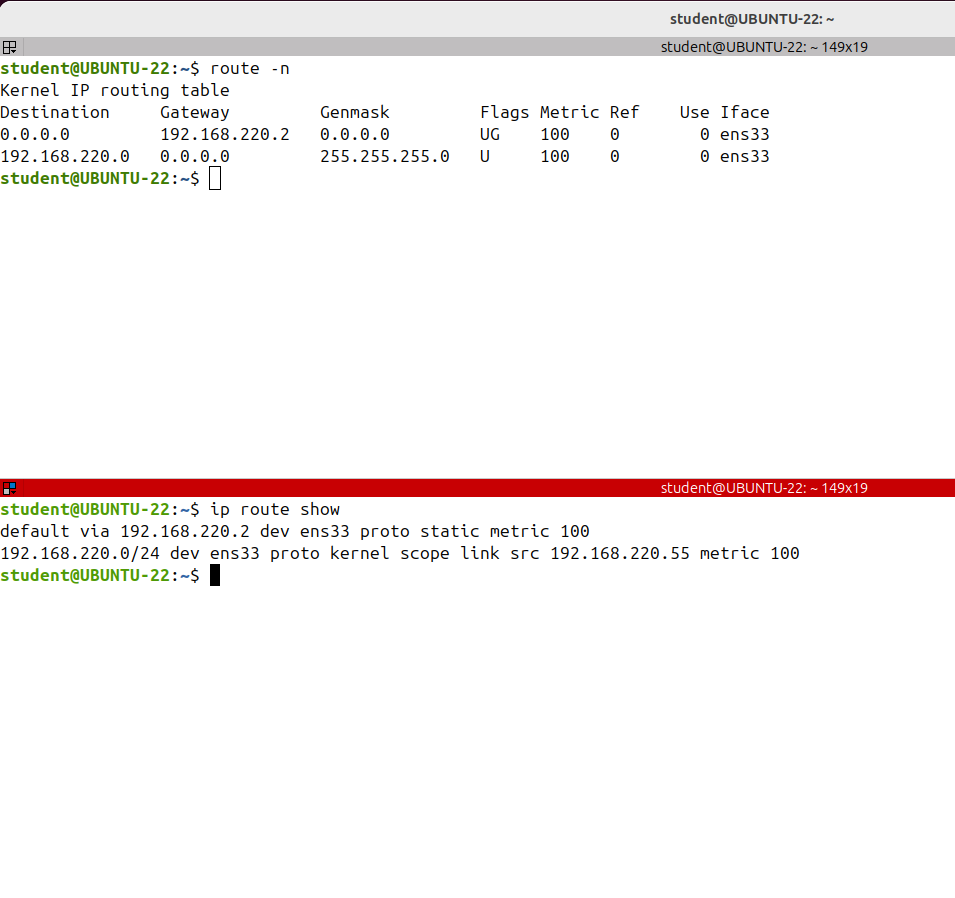 student@UBUNTU-22: ~
student@UBUNTU-22: ~ 149x19
student@UBUNTU-22:~$ route -n
Kernel IP routing table
Destination     Gateway         Genmask         Flags Metric Ref    Use Iface
0.0.0.0         192.168.220.2   0.0.0.0         UG    100    0        0 ens33
192.168.220.0   0.0.0.0         255.255.255.0   U     100    0        0 ens33
student@UBUNTU-22:~$
student@UBUNTU-22: ~ 149x19
student@UBUNTU-22:~$ ip route show
default via 192.168.220.2 dev ens33 proto static metric 100
192.168.220.0/24 dev ens33 proto kernel scope link src 192.168.220.55 metric 100
student@UBUNTU-22:~$